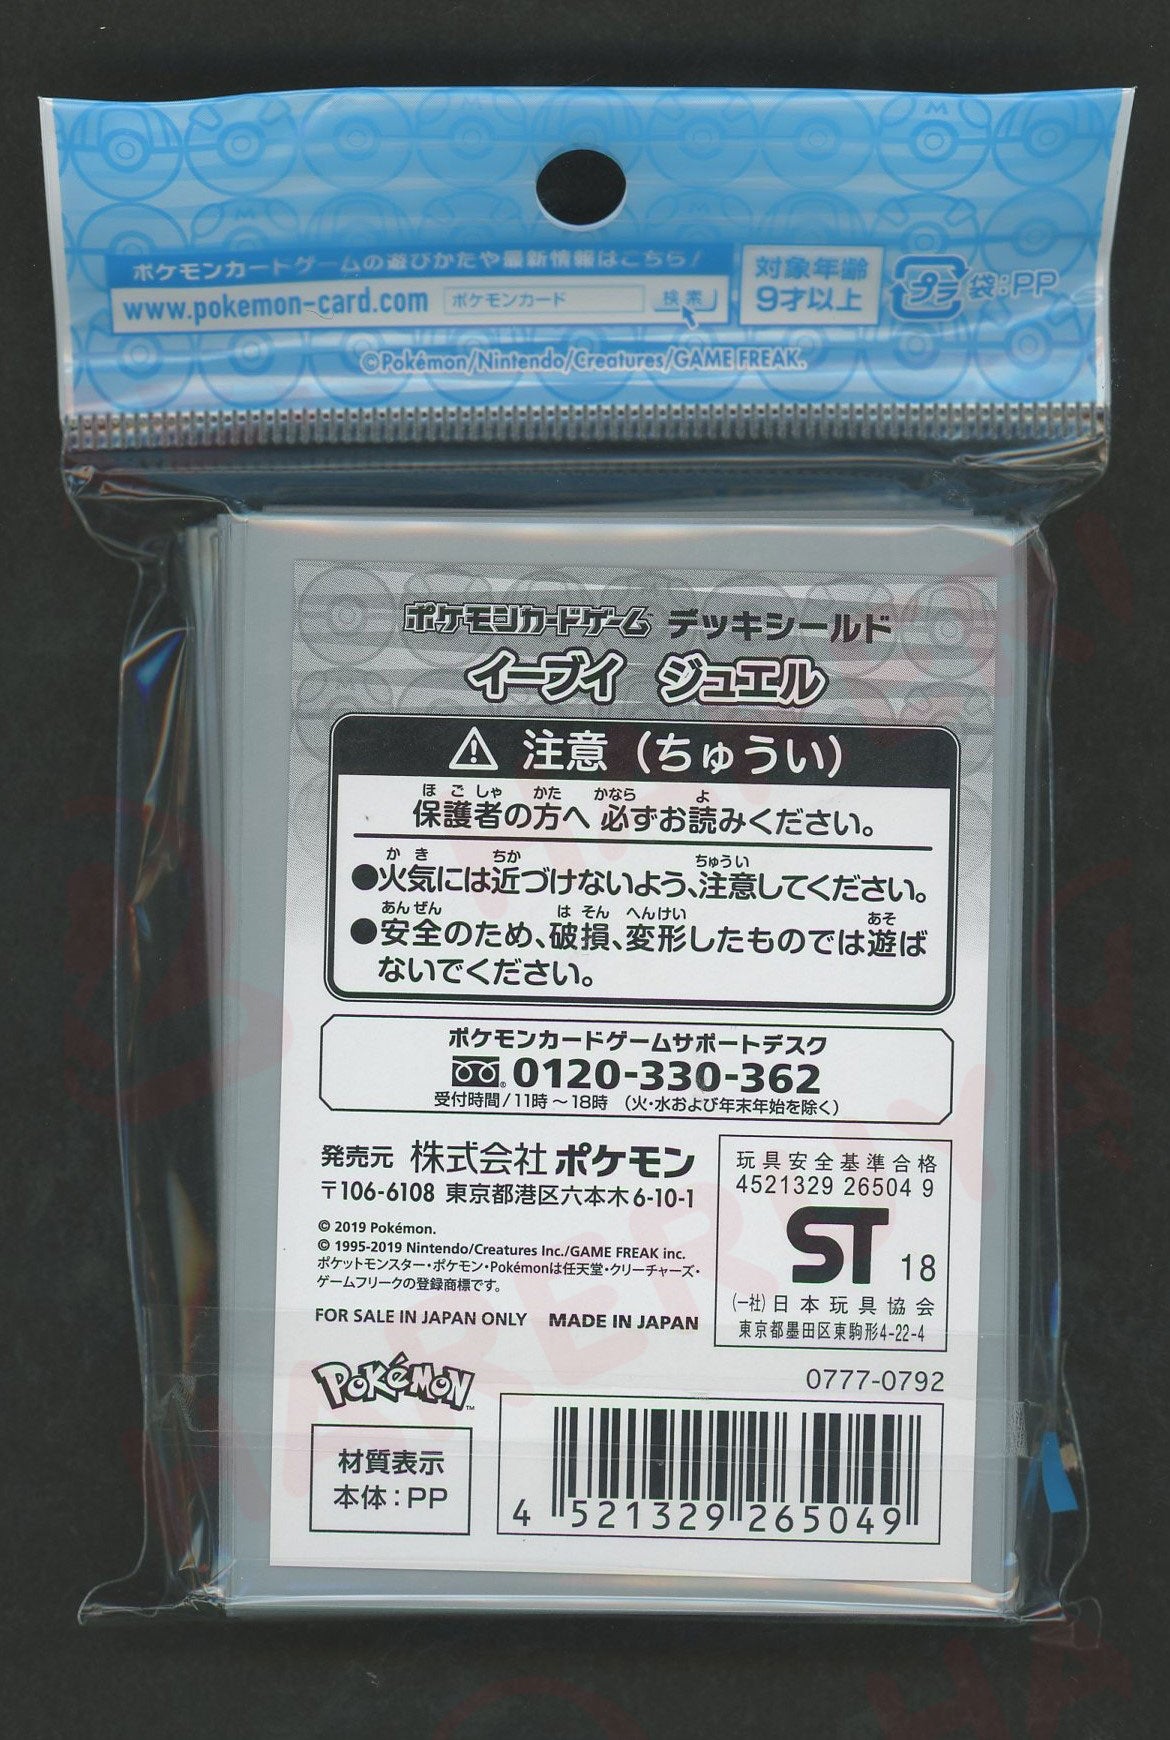 ポケモンカードゲームの遊びかたや最新情報はこちら!
www.pokemon-card.com ポケモンカード 検索
対象年齢
9才以上
プラ 袋:PP
©Pokémon/Nintendo/Creatures/GAME FREAK.
ポケモンカードゲーム デッキシールド
イーブイ ジュエル
注意(ちゅうい)
ほごしゃ かた かなら よ
保護者の方へ 必ずお読みください。
かき ちか ちゅうい
●火気には近づけないよう、注意してください。
あんぜん はそん へんけい あそ
●安全のため、破損、変形したものでは遊ば
ないでください。
ポケモンカードゲームサポートデスク
0120-330-362
受付時間/11時~18時 (火・水および年末年始を除く)
発売元 株式会社ポケモン
〒106-6108 東京都港区六本木6-10-1
© 2019 Pokémon.
© 1995-2019 Nintendo/Creatures Inc./GAME FREAK inc.
ポケットモンスター・ポケモン・Pokémonは任天堂・クリーチャーズ・
ゲームフリークの登録商標です。
FOR SALE IN JAPAN ONLY MADE IN JAPAN
玩具安全基準合格
4521329 26504 9
ST 18
(一社)日本玩具協会
東京都墨田区東駒形4-22-4
POKéMON™
0777-0792
材質表示
本体:PP
4 521329 265049